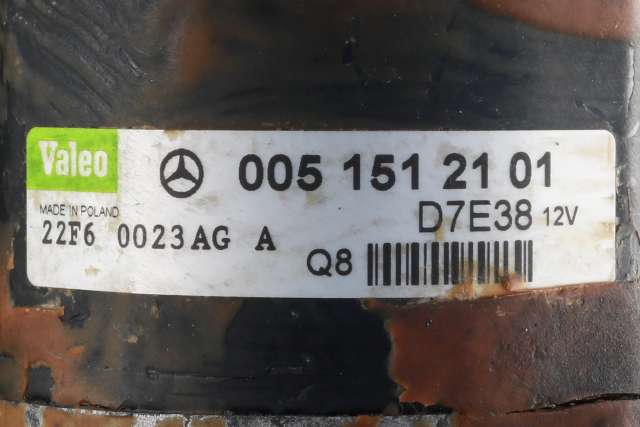 Valeo 005 151 21 01
MADE IN POLAND D7E38 12V
22F6 0023AG A
Q8